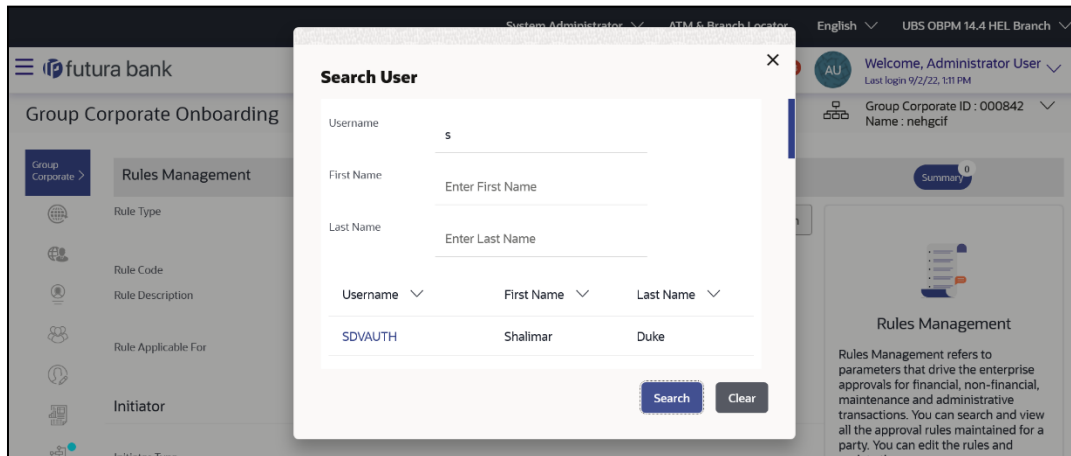 System Administrator ATM & Branch Locator English UBS OBPM 14.4 HEL Branch
futura bank
AU
Welcome, Administrator User
Last login 9/2/22, 1:11 PM
Group Corporate Onboarding
Group Corporate ID : 000842
Name : nehgcif
Group
Corporate >
Rules Management
Summary
0
Rule Type
Rule Code
Rule Description
Rule Applicable For
Initiator
Search User
Username
s
First Name
Enter First Name
Last Name
Enter Last Name
Username First Name Last Name
SDVAUTH Shalimar Duke
Search Clear
Rules Management
Rules Management refers to
parameters that drive the enterprise
approvals for financial, non-financial,
maintenance and administrative
transactions. You can search and view
all the approval rules maintained for a
party. You can edit the rules and